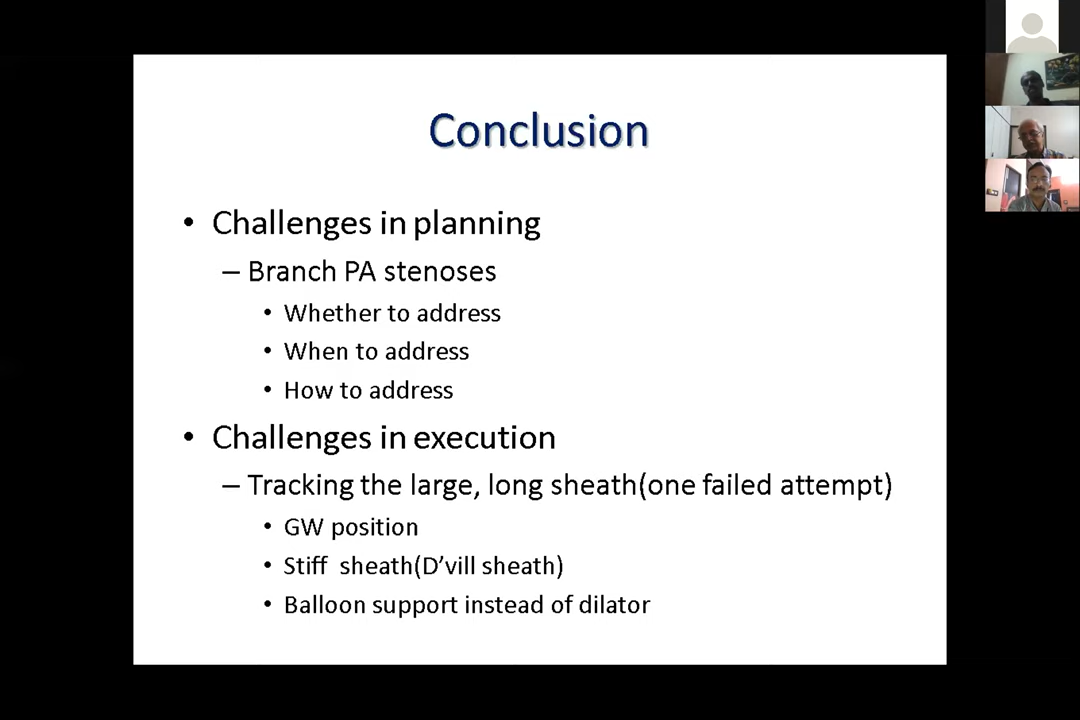 Conclusion
• Challenges in planning
– Branch PA stenoses
• Whether to address
• When to address
• How to address
• Challenges in execution
– Tracking the large, long sheath(one failed attempt)
• GW position
• Stiff  sheath(D’vill sheath)
• Balloon support instead of dilator